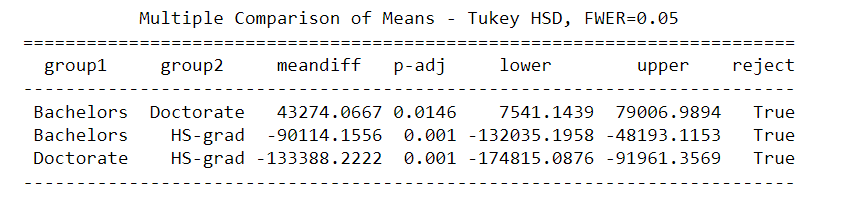 Multiple Comparison of Means - Tukey HSD, FWER=0.05
=====================================================================
group1 group2 meandiff p-adj lower upper reject
---------------------------------------------------------------------
Bachelors Doctorate 43274.0667 0.0146 7541.1439 79006.9894 True
Bachelors HS-grad -90114.1556 0.001 -132035.1958 -48193.1153 True
Doctorate HS-grad -133388.2222 0.001 -174815.0876 -91961.3569 True
---------------------------------------------------------------------